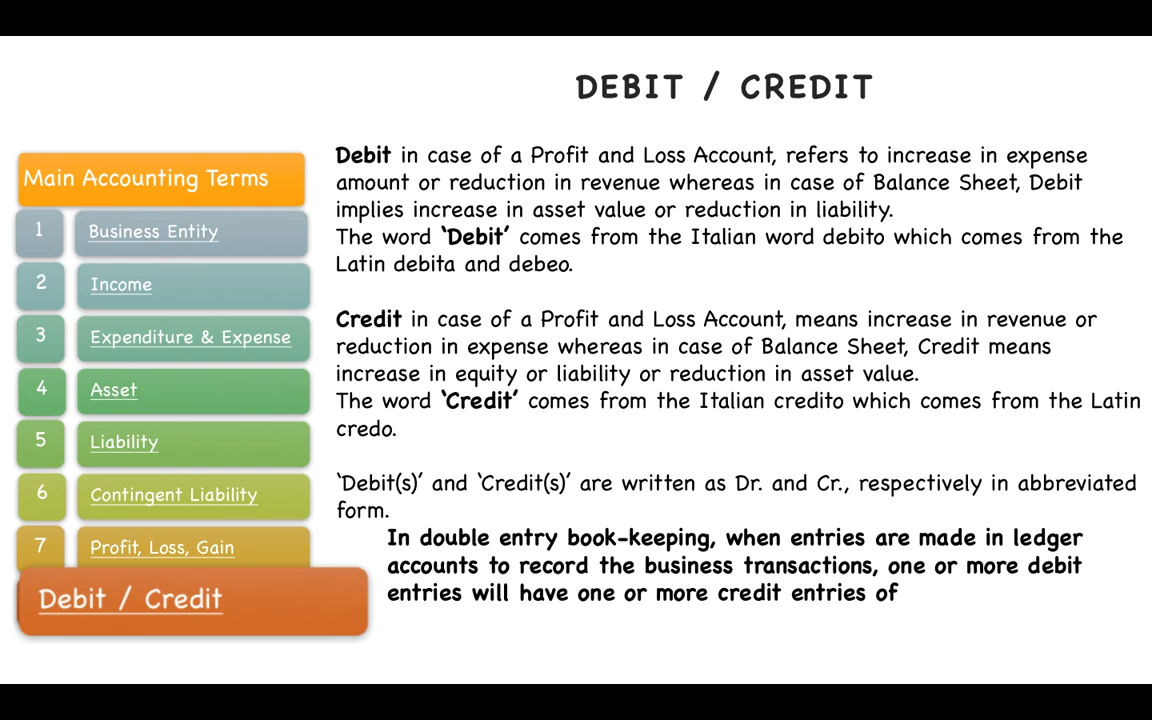 DEBIT / CREDIT
Main Accounting Terms
1 Business Entity
2 Income
3 Expenditure & Expense
4 Asset
5 Liability
6 Contingent Liability
7 Profit, Loss, Gain
Debit / Credit
Debit in case of a Profit and Loss Account, refers to increase in expense
amount or reduction in revenue whereas in case of Balance Sheet, Debit
implies increase in asset value or reduction in liability.
The word ‘Debit’ comes from the Italian word debito which comes from the
Latin debita and debeo.
Credit in case of a Profit and Loss Account, means increase in revenue or
reduction in expense whereas in case of Balance Sheet, Credit means
increase in equity or liability or reduction in asset value.
The word ‘Credit’ comes from the Italian credito which comes from the Latin
credo.
‘Debit(s)’ and ‘Credit(s)’ are written as Dr. and Cr., respectively in abbreviated
form.
In double entry book-keeping, when entries are made in ledger
accounts to record the business transactions, one or more debit
entries will have one or more credit entries of